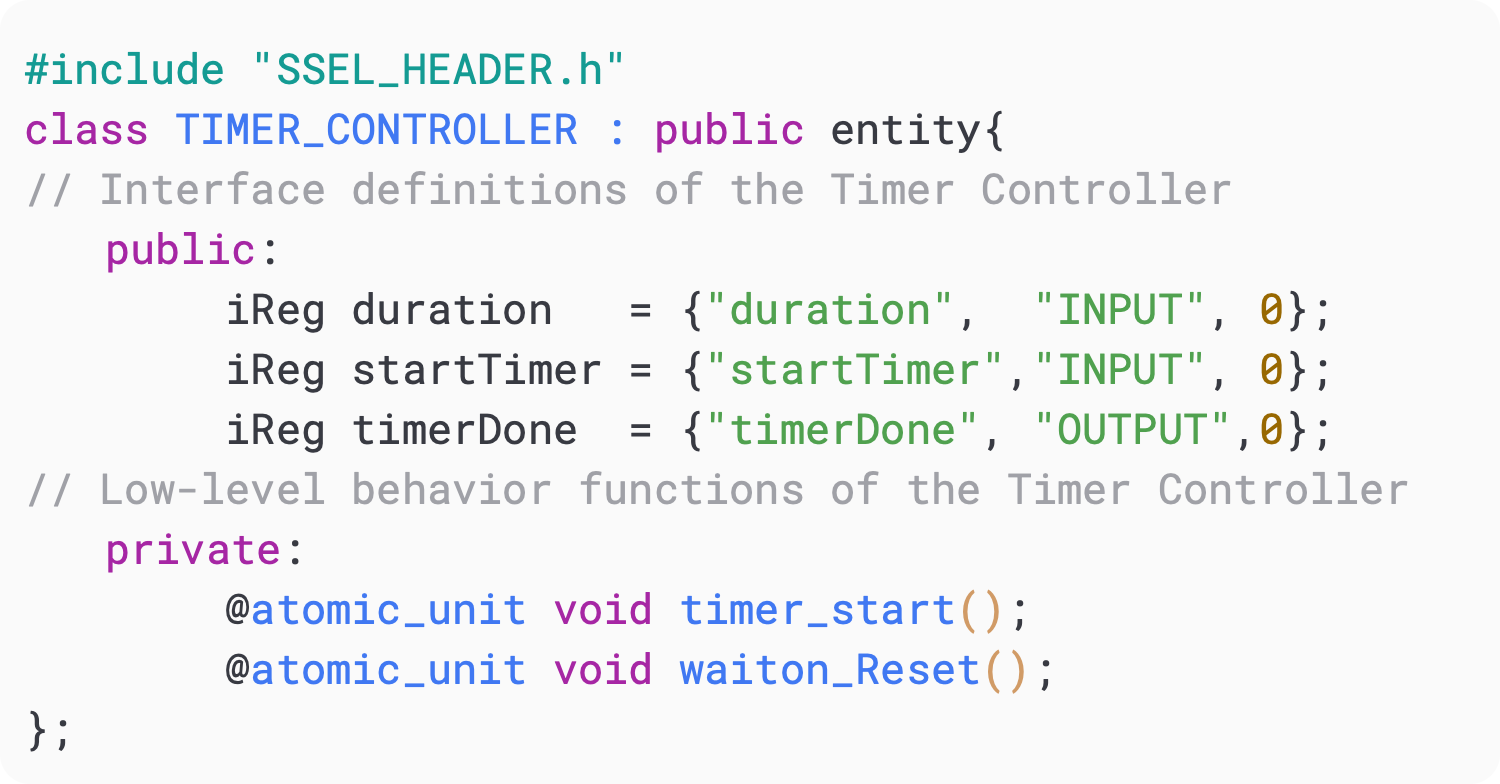 #include "SSEL_HEADER.h"
class TIMER_CONTROLLER : public entity{
// Interface definitions of the Timer Controller
public:
iReg duration   = {"duration",  "INPUT", 0};
iReg startTimer = {"startTimer","INPUT", 0};
iReg timerDone  = {"timerDone", "OUTPUT",0};
// Low-level behavior functions of the Timer Controller
private:
@atomic_unit void timer_start();
@atomic_unit void waiton_Reset();
};